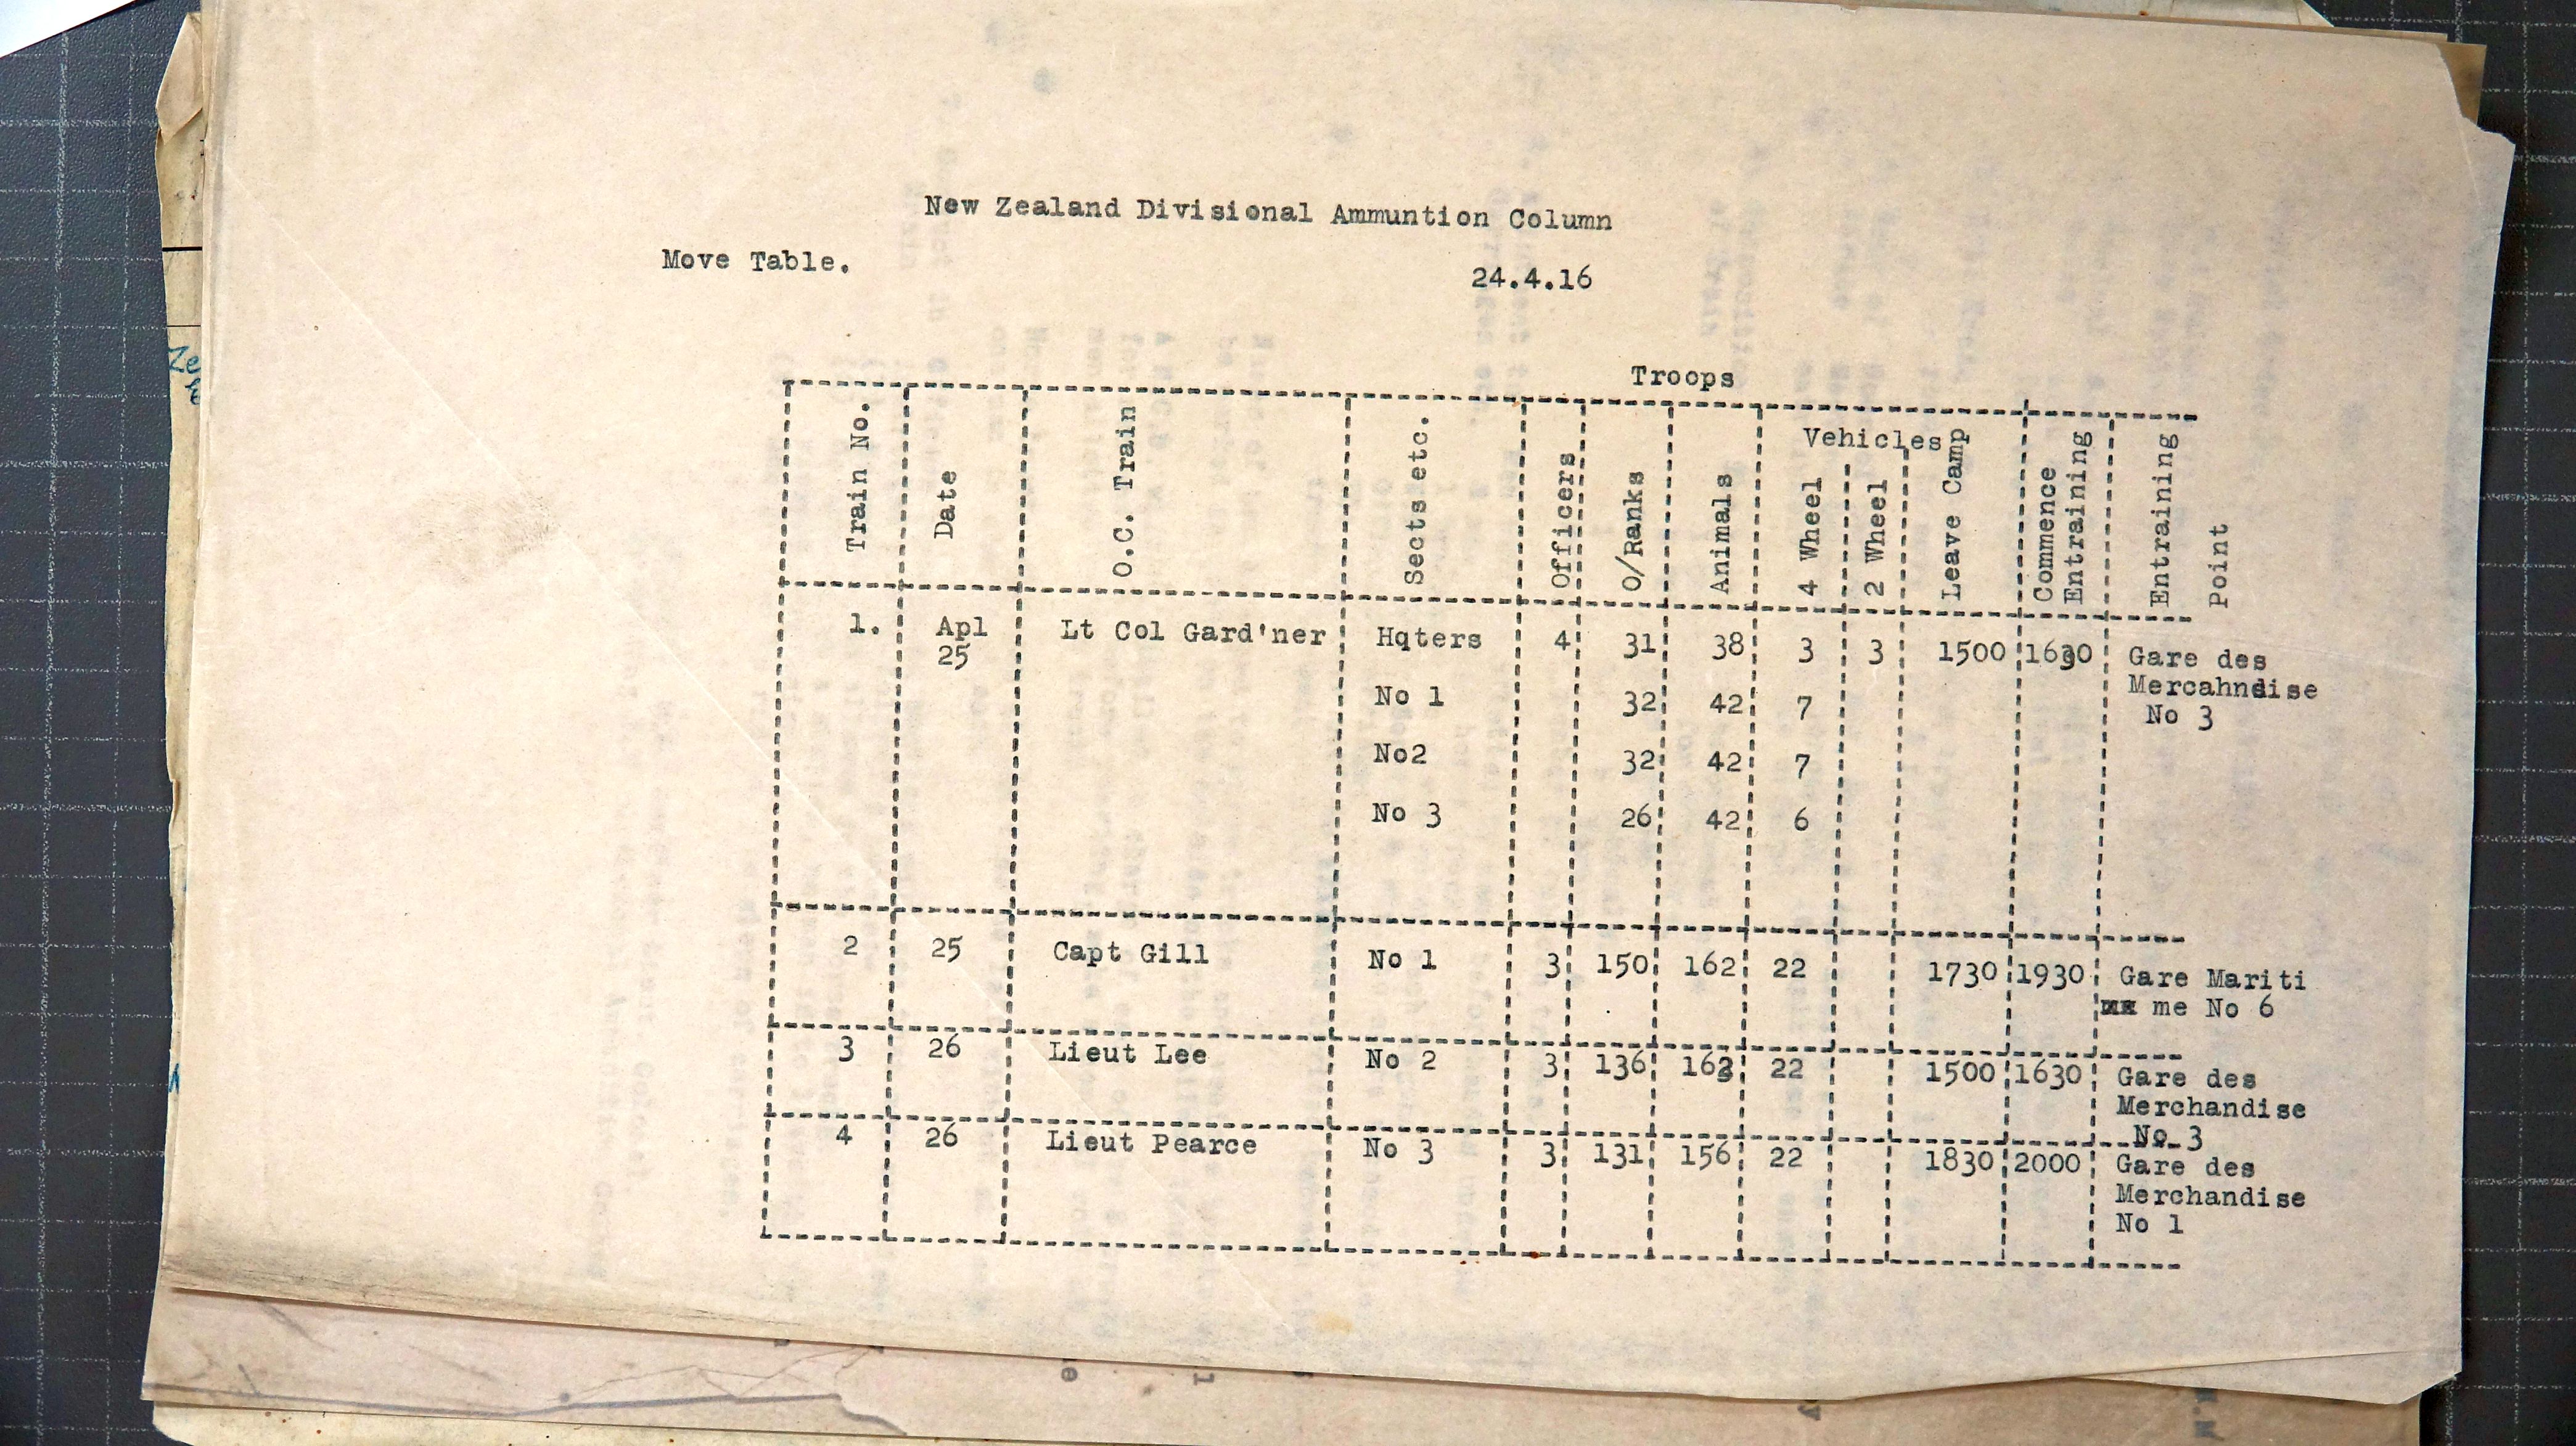 New Zealand Divisional Ammuntion Column
Move Table.
24.4.16
Troops
Train No. Date O.C. Train Sects etc. Officers O/Ranks Animals Vehicles 4 Wheel 2 Wheel Leave Camp Commence Entraining Entraining Point
1. Apl 25 Lt Col Gard'ner Hqters 4 31 38 3 3 1500 1630 Gare des
Mercahndise
No 3
No 1 32 42 7
No2 32 42 7
No 3 26 42 6
2 25 Capt Gill No 1 3 150 162 22 1730 1930 Gare Mariti
me No 6
3 26 Lieut Lee No 2 3 136 162 22 1500 1630 Gare des
Merchandise
No 3
4 26 Lieut Pearce No 3 3 131 156 22 1830 2000 Gare des
Merchandise
No 1